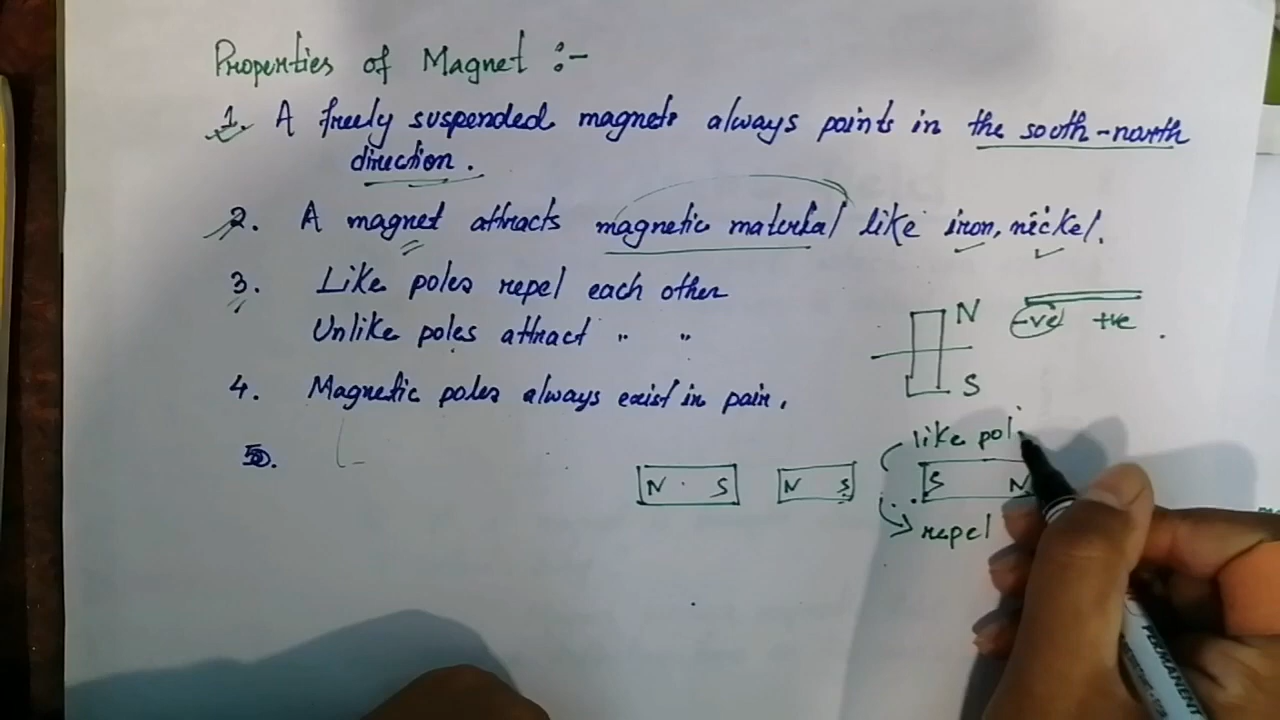 Properties of Magnet :-
1. A freely suspended magnets always points in the south-north
direction.
2. A magnet attracts magnetic material like iron, nickel.
3. Like poles repel each other
Unlike poles attract " "
4. Magnetic poles always exist in pair.
5.
N
-ve +ve
S
like pol
N S N S S N
repel
PERMANENT